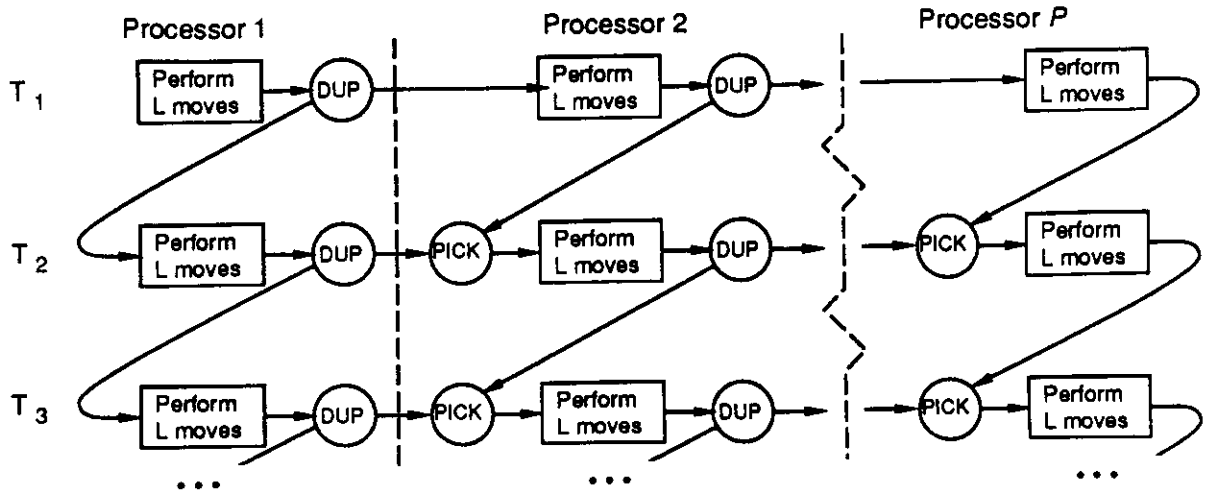 Processor 1
Processor 2
Processor P
T 1
Perform
L moves
DUP
Perform
L moves
DUP
Perform
L moves
T 2
Perform
L moves
DUP
PICK
Perform
L moves
DUP
PICK
Perform
L moves
T 3
Perform
L moves
DUP
PICK
Perform
L moves
DUP
PICK
Perform
L moves
• • •
• • •
• • •